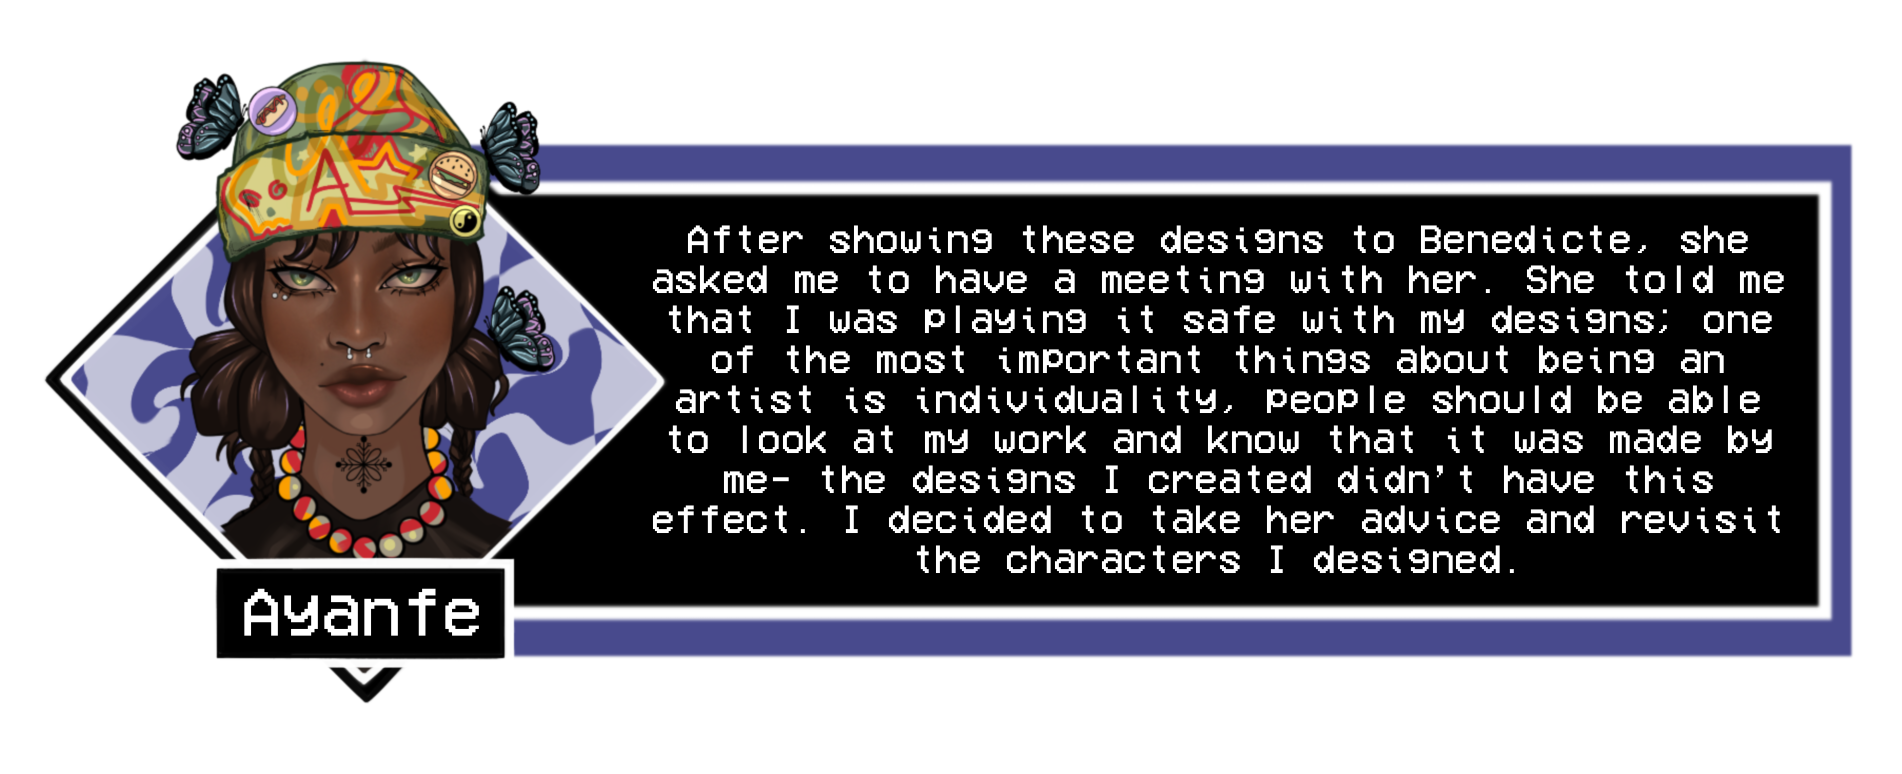 A
After showing these designs to Benedicte, she
asked me to have a meeting with her. She told me
that I was playing it safe with my designs; one
of the most important things about being an
artist is individuality, people should be able
to look at my work and know that it was made by
me- the designs I created didn't have this
effect. I decided to take her advice and revisit
the characters I designed.
Ayanfe